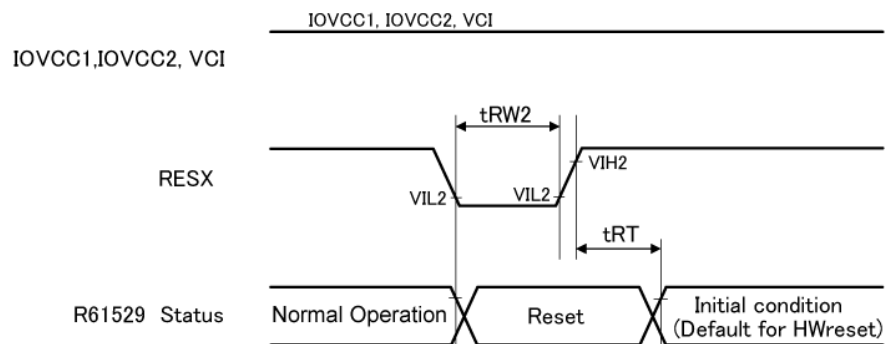 IOVCC1, IOVCC2, VCI
IOVCC1,IOVCC2, VCI
tRW2
RESX
VIL2
VIL2
VIH2
tRT
R61529 Status
Normal Operation
Reset
Initial condition
(Default for HWreset)